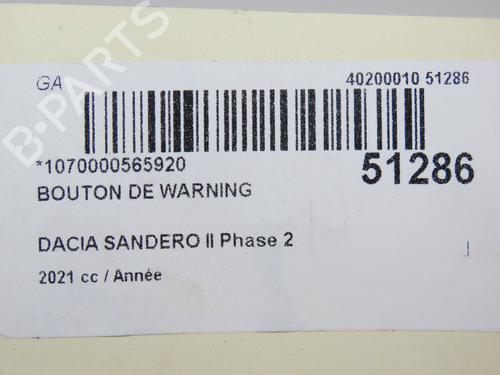 GA
40200010 51286
*1070000565920
51286
BOUTON DE WARNING
DACIA SANDERO II Phase 2
2021 cc / Année
B-PARTS